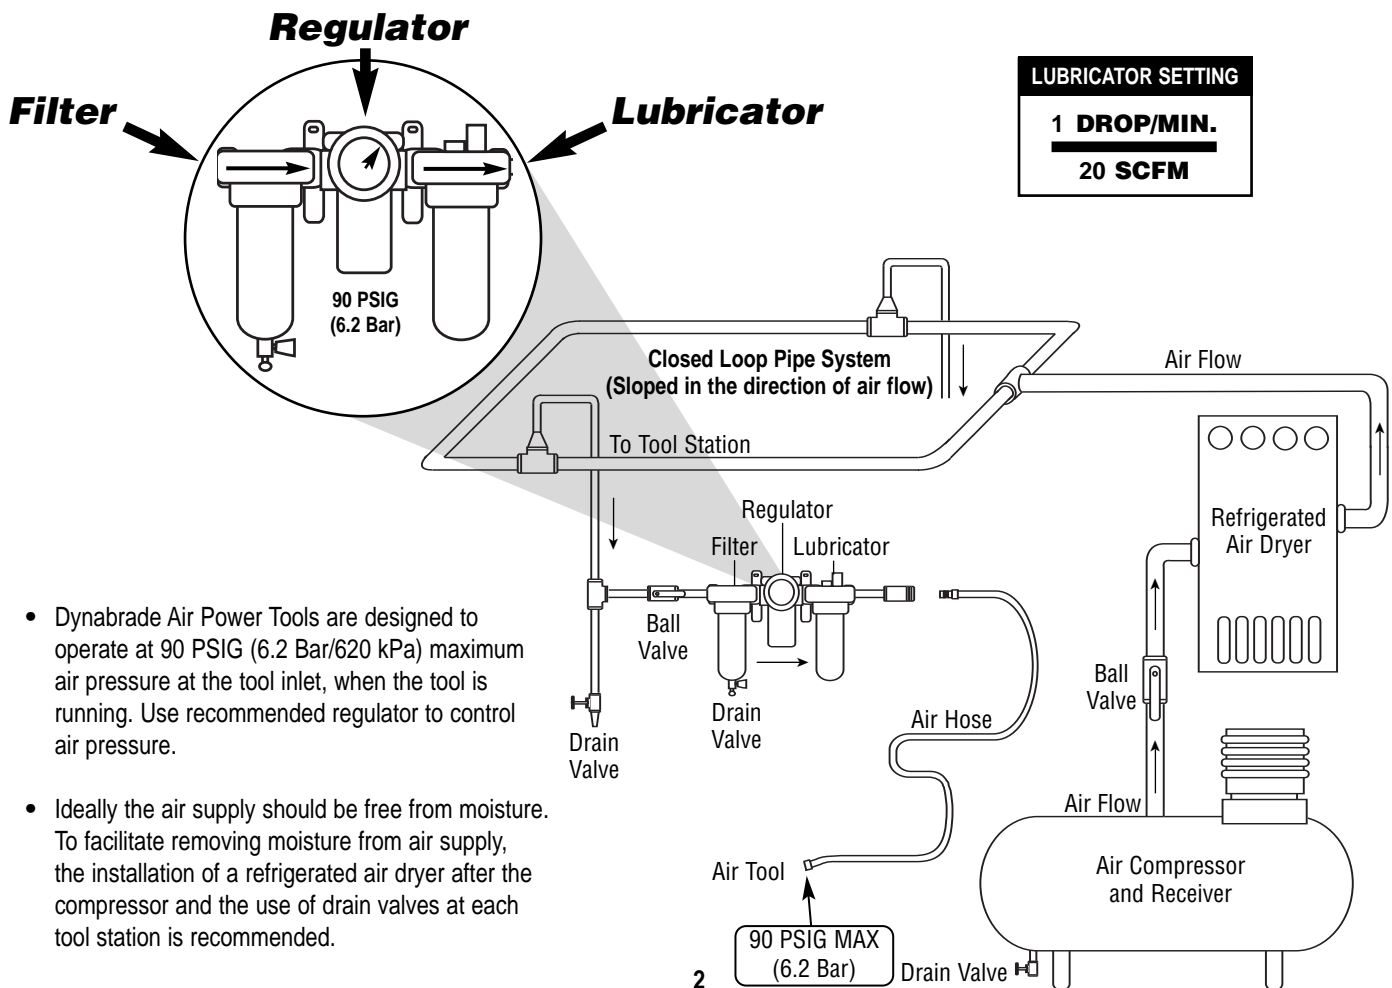 Regulator
Filter
Lubricator
LUBRICATOR SETTING
1 DROP/MIN.
20 SCFM
90 PSIG
(6.2 Bar)
Closed Loop Pipe System
(Sloped in the direction of air flow)
Air Flow
To Tool Station
Refrigerated
Air Dryer
Regulator
Filter
Lubricator
Ball
Valve
Drain
Valve
Drain
Valve
Air Hose
Ball
Valve
Air Flow
Air Compressor
and Receiver
Air Tool
90 PSIG MAX
(6.2 Bar)
Drain Valve
• Dynabrade Air Power Tools are designed to
operate at 90 PSIG (6.2 Bar/620 kPa) maximum
air pressure at the tool inlet, when the tool is
running. Use recommended regulator to control
air pressure.
• Ideally the air supply should be free from moisture.
To facilitate removing moisture from air supply,
the installation of a refrigerated air dryer after the
compressor and the use of drain valves at each
tool station is recommended.
2